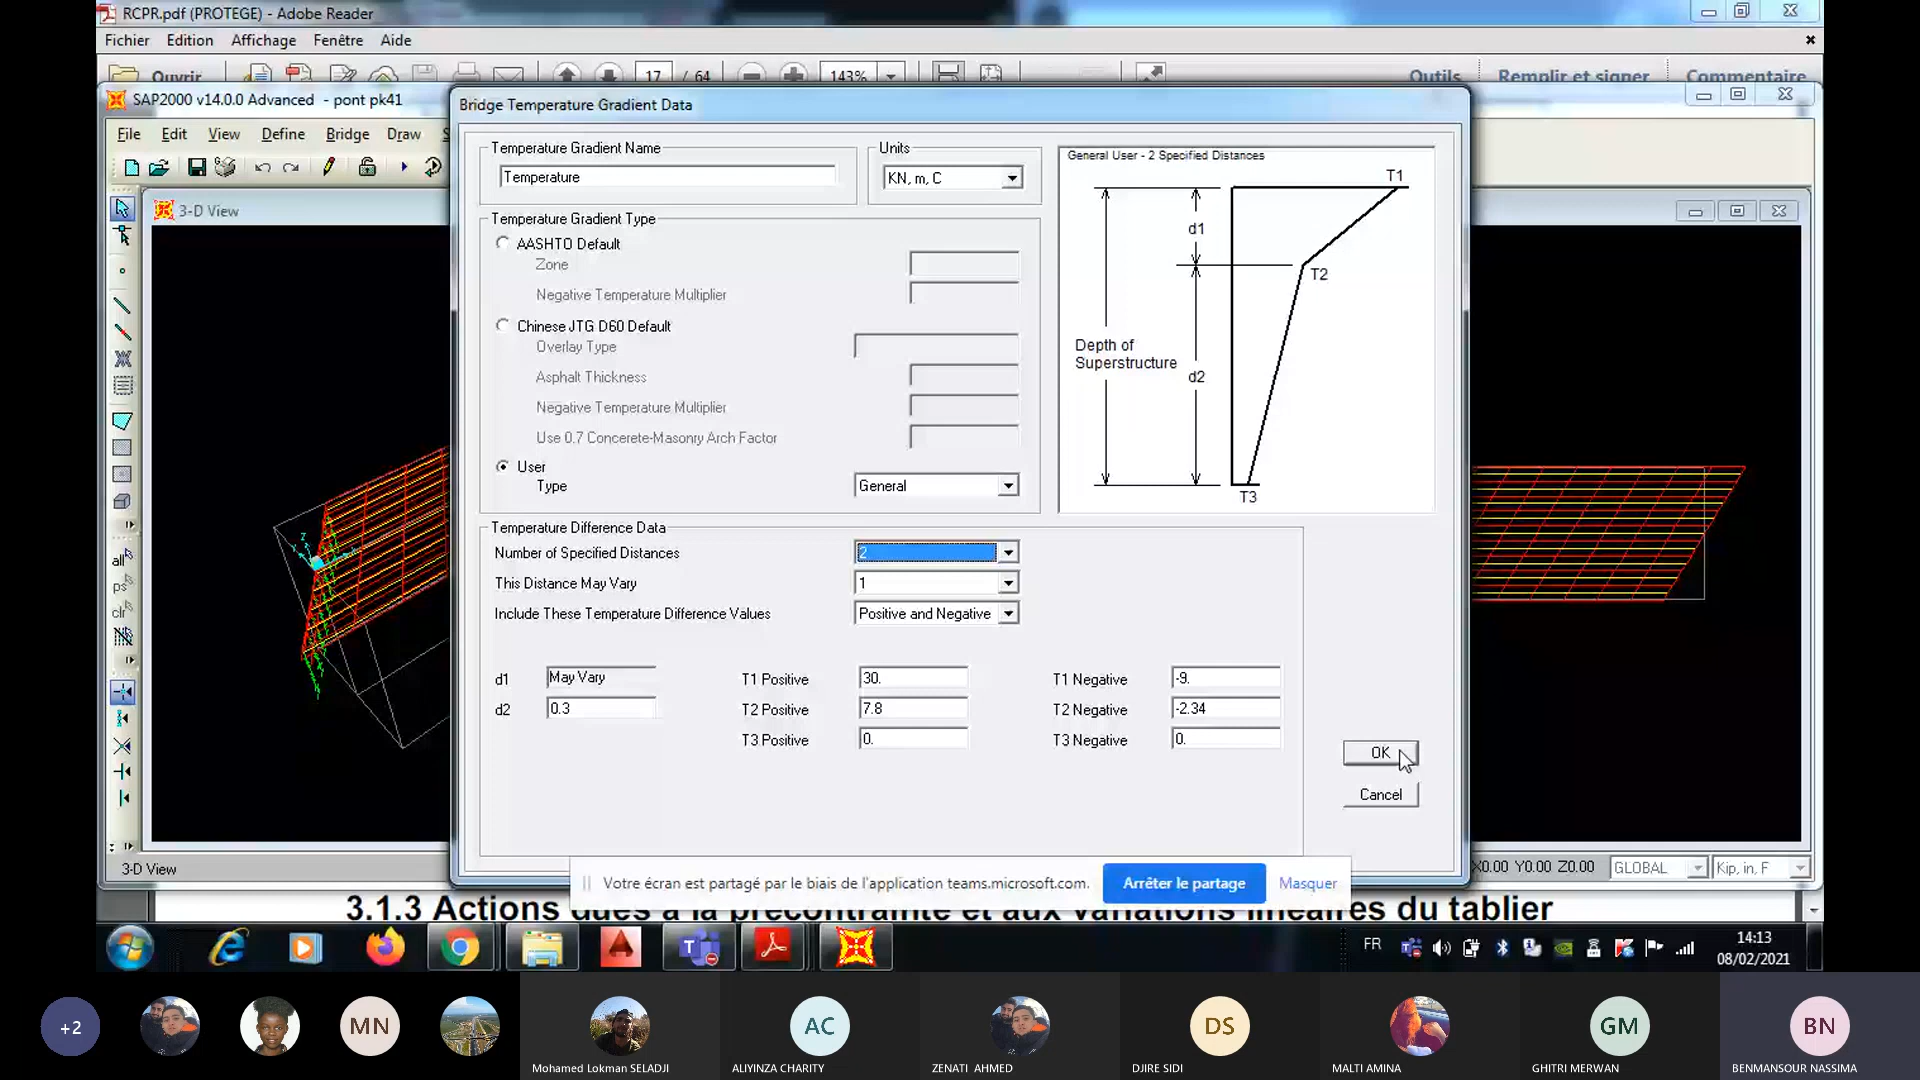 RCPR.pdf (PROTEGE) - Adobe Reader
Fichier Edition Affichage Fenêtre Aide
Ouvrir 17 / 64 143% Outils Remplir et signer Commentaire
SAP2000 v14.0.0 Advanced - pont pk41
File Edit View Define Bridge Draw S
3-D View
Bridge Temperature Gradient Data
Temperature Gradient Name
Temperature
Units
KN, m, C
Temperature Gradient Type
AASHTO Default
Zone
Negative Temperature Multiplier
Chinese JTG D60 Default
Overlay Type
Asphalt Thickness
Negative Temperature Multiplier
Use 0.7 Concerete-Masonry Arch Factor
User
Type General
General User - 2 Specified Distances
T1
d1
T2
Depth of
Superstructure
d2
T3
Temperature Difference Data
Number of Specified Distances 2
This Distance May Vary 1
Include These Temperature Difference Values Positive and Negative
d1 May Vary T1 Positive 30. T1 Negative -9.
d2 0.3 T2 Positive 7.8 T2 Negative -2.34
T3 Positive 0. T3 Negative 0.
OK
Cancel
Z
all
ps
clr
3-D View
X0.00 Y0.00 Z0.00 GLOBAL Kip, in, F
Votre écran est partagé par le biais de l'application teams.microsoft.com. Arrêter le partage Masquer
3.1.3 Actions dues à la précontrainte et aux variations linéaires du tablier
FR
14:13
08/02/2021
+2 MN AC DS GM BN
Mohamed Lokman SELADJI ALIYINZA CHARITY ZENATI AHMED DJIRE SIDI MALTI AMINA GHITRI MERWAN BENMANSOUR NASSIMA